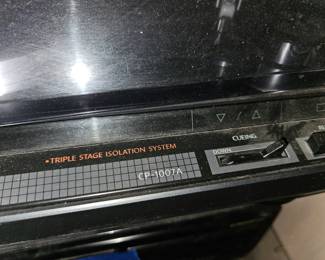 CUEING
DOWN
•TRIPLE STAGE ISOLATION SYSTEM
CP-1007A